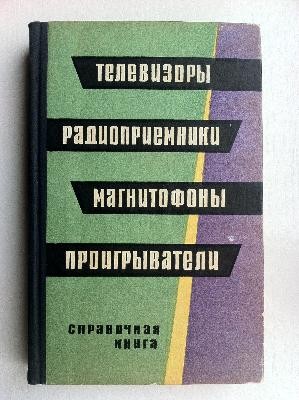 ТЕЛЕВИЗОРЫ
РАДИОПРИЕМНИКИ
МАГНИТОФОНЫ
ПРОИГРЫВАТЕЛИ
СПРАВОЧНАЯ
КНИГА